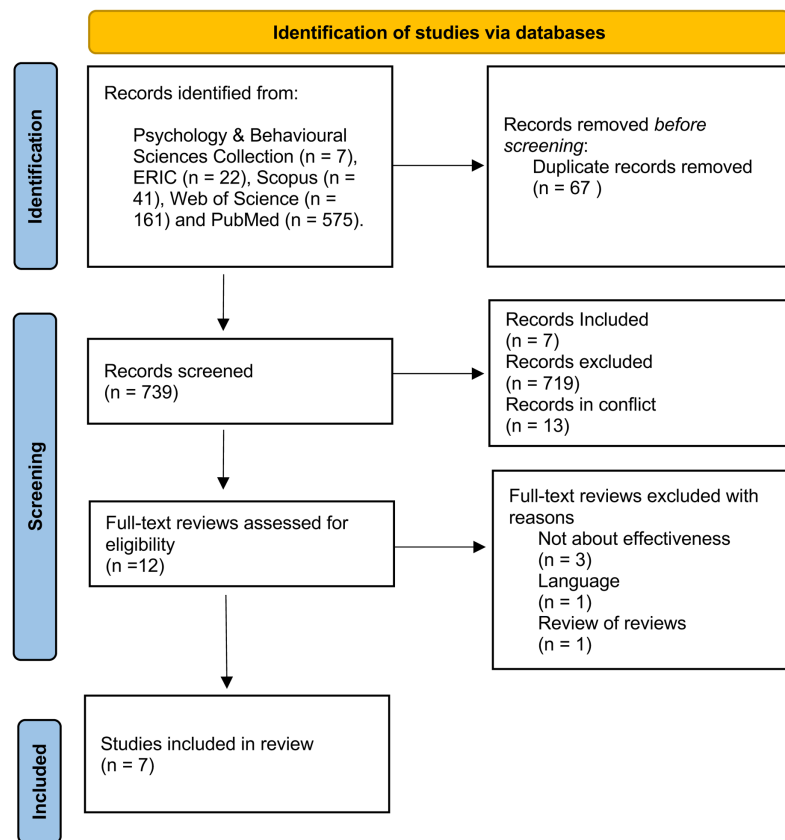 Identification of studies via databases
Identification
Records identified from:
Psychology & Behavioural
Sciences Collection (n = 7),
ERIC (n = 22), Scopus (n =
41), Web of Science (n =
161) and PubMed (n = 575).
Records removed before
screening:
Duplicate records removed
(n = 67 )
Screening
Records screened
(n = 739)
Records Included
(n = 7)
Records excluded
(n = 719)
Records in conflict
(n = 13)
Full-text reviews assessed for
eligibility
(n =12)
Full-text reviews excluded with
reasons
Not about effectiveness
(n = 3)
Language
(n = 1)
Review of reviews
(n = 1)
Included
Studies included in review
(n = 7)